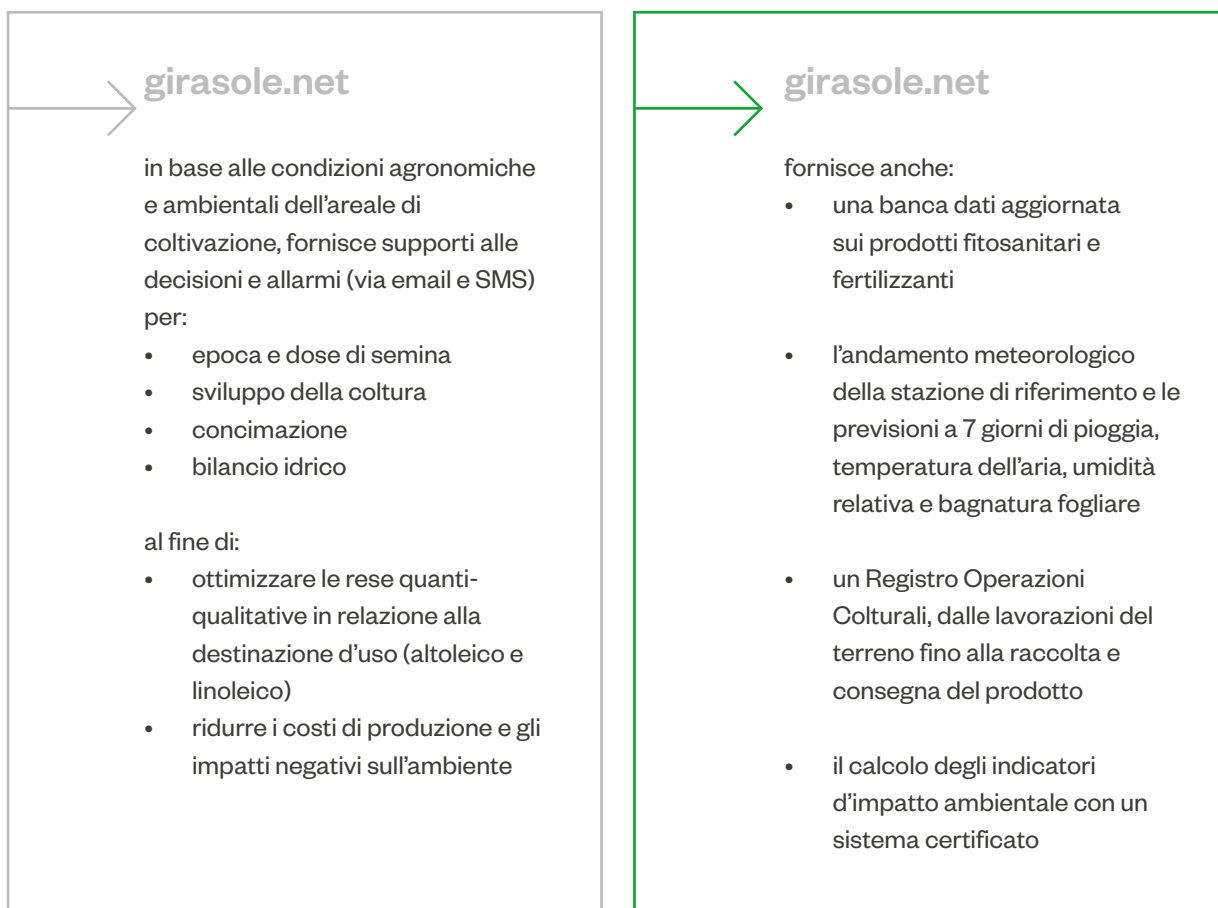 girasole.net
in base alle condizioni agronomiche
e ambientali dell’areale di
coltivazione, fornisce supporti alle
decisioni e allarmi (via email e SMS)
per:
• epoca e dose di semina
• sviluppo della coltura
• concimazione
• bilancio idrico
al fine di:
• ottimizzare le rese quanti-
qualitative in relazione alla
destinazione d’uso (altoleico e
linoleico)
• ridurre i costi di produzione e gli
impatti negativi sull’ambiente
girasole.net
fornisce anche:
• una banca dati aggiornata
sui prodotti fitosanitari e
fertilizzanti
• l’andamento meteorologico
della stazione di riferimento e le
previsioni a 7 giorni di pioggia,
temperatura dell’aria, umidità
relativa e bagnatura fogliare
• un Registro Operazioni
Colturali, dalle lavorazioni del
terreno fino alla raccolta e
consegna del prodotto
• il calcolo degli indicatori
d’impatto ambientale con un
sistema certificato